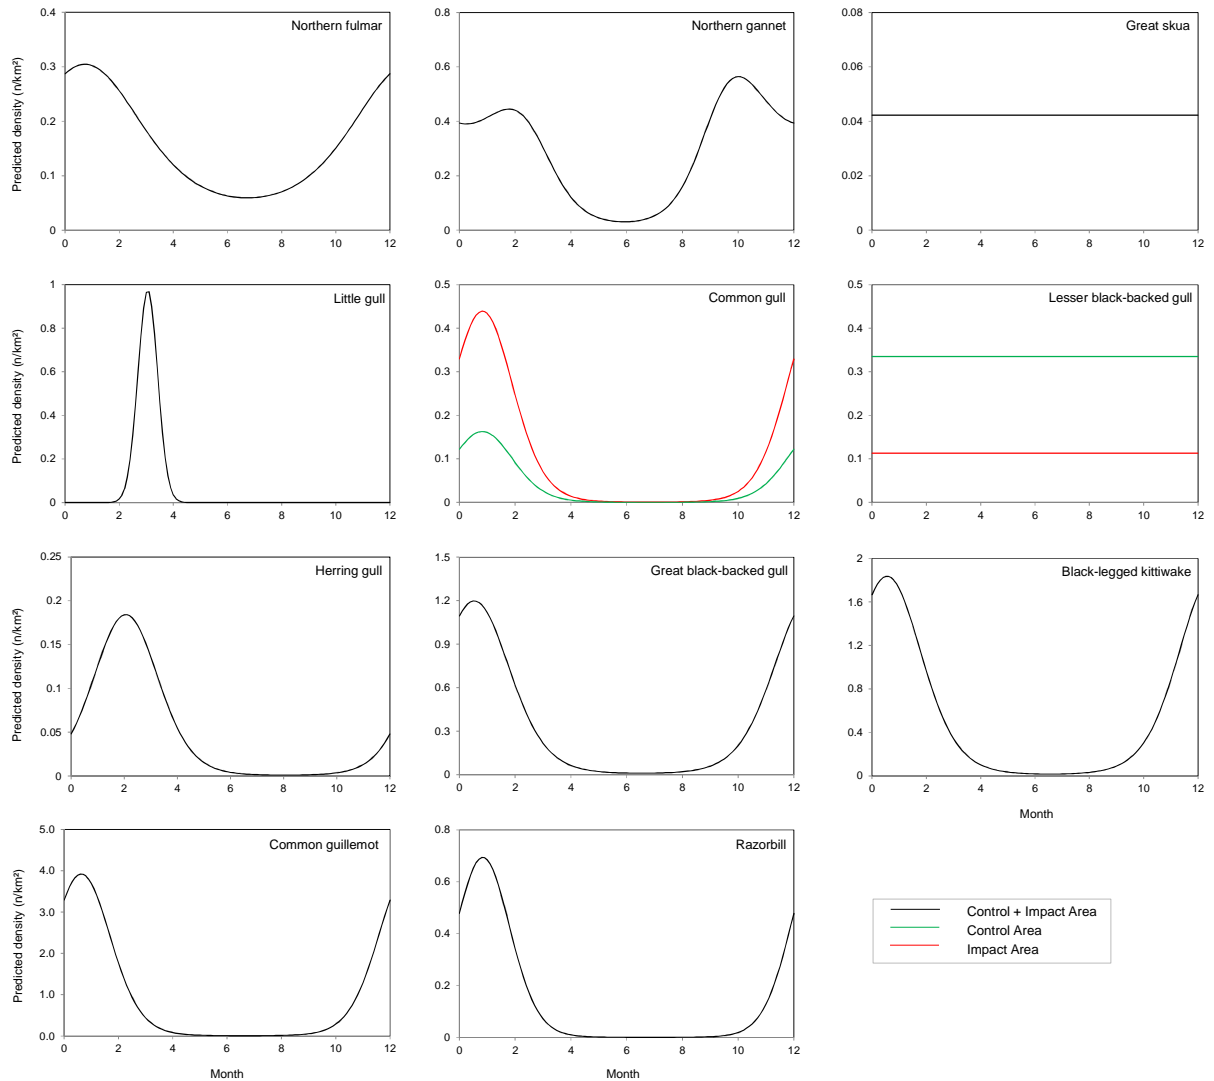 Northern fulmar
0.4
0.3
0.2
0.1
0
0 2 4 6 8 10 12
Predicted density (n/km²)
Northern gannet
0.8
0.6
0.4
0.2
0
0 2 4 6 8 10 12
Great skua
0.08
0.06
0.04
0.02
0
0 2 4 6 8 10 12
Little gull
1
0.8
0.6
0.4
0.2
0
0 2 4 6 8 10 12
Predicted density (n/km²)
Common gull
0.5
0.4
0.3
0.2
0.1
0
0 2 4 6 8 10 12
Lesser black-backed gull
0.5
0.4
0.3
0.2
0.1
0
0 2 4 6 8 10 12
Herring gull
0.25
0.2
0.15
0.1
0.05
0
0 2 4 6 8 10 12
Predicted density (n/km²)
Great black-backed gull
1.5
1.2
0.9
0.6
0.3
0
0 2 4 6 8 10 12
Black-legged kittiwake
2
1.6
1.2
0.8
0.4
0
0 2 4 6 8 10 12
Month
Common guillemot
5.0
4.0
3.0
2.0
1.0
0.0
0 2 4 6 8 10 12
Predicted density (n/km²)
Month
Razorbill
0.8
0.6
0.4
0.2
0
0 2 4 6 8 10 12
Month
Control + Impact Area
Control Area
Impact Area